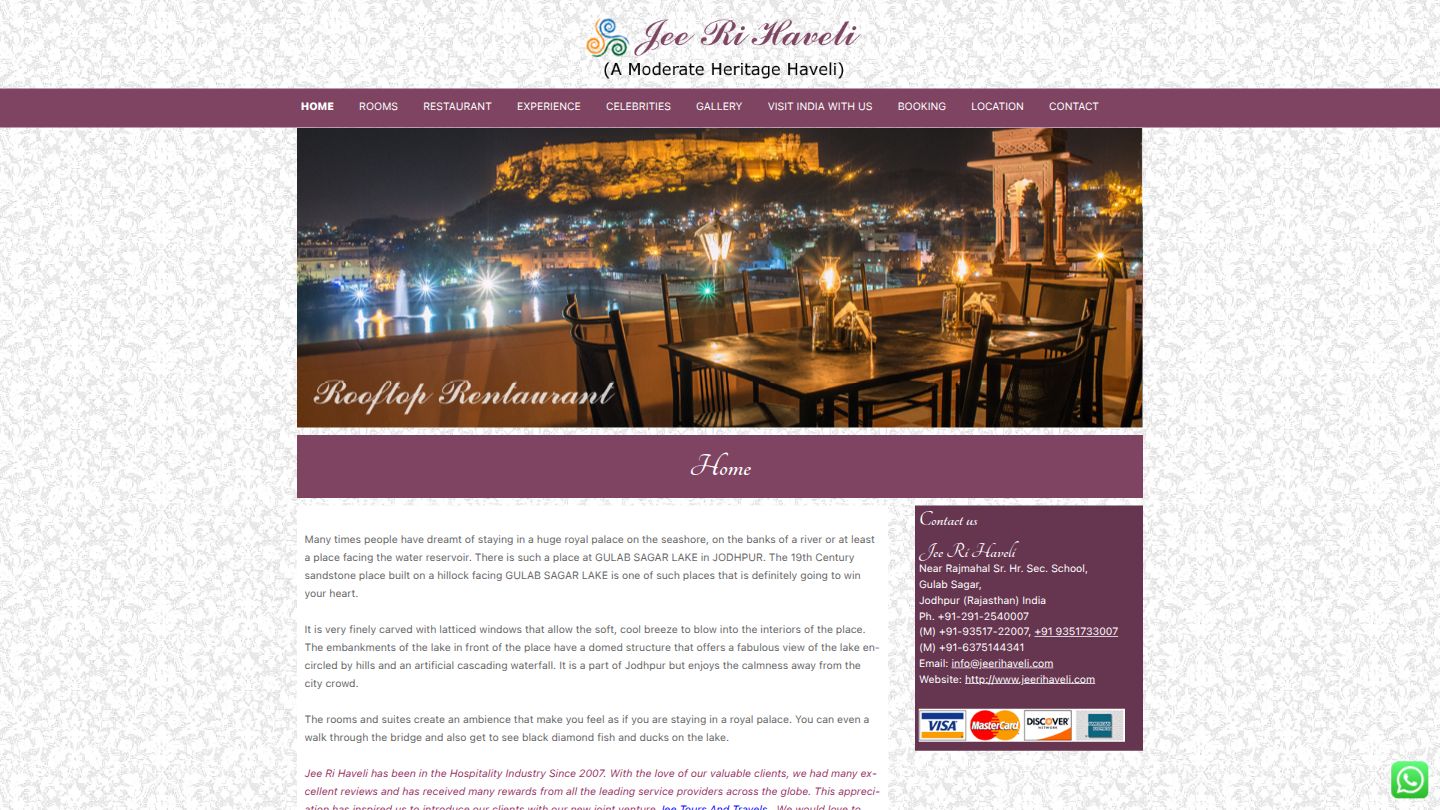 Jee Ri Haveli
(A Moderate Heritage Haveli)
HOME ROOMS RESTAURANT EXPERIENCE CELEBRITIES GALLERY VISIT INDIA WITH US BOOKING LOCATION CONTACT
Rooftop Rentaurant
Home
Many times people have dreamt of staying in a huge royal palace on the seashore, on the banks of a river or at least
a place facing the water reservoir. There is such a place at GULAB SAGAR LAKE in JODHPUR. The 19th Century
sandstone place built on a hillock facing GULAB SAGAR LAKE is one of such places that is definitely going to win
your heart.
It is very finely carved with latticed windows that allow the soft, cool breeze to blow into the interiors of the place.
The embankments of the lake in front of the place have a domed structure that offers a fabulous view of the lake en-
circled by hills and an artificial cascading waterfall. It is a part of Jodhpur but enjoys the calmness away from the
city crowd.
The rooms and suites create an ambience that make you feel as if you are staying in a royal palace. You can even a
walk through the bridge and also get to see black diamond fish and ducks on the lake.
Jee Ri Haveli has been in the Hospitality Industry Since 2007. With the love of our valuable clients, we had many ex-
cellent reviews and has received many rewards from all the leading service providers across the globe. This appreci-
ation has inspired us to introduce our clients with our new joint venture Jee Tours And Travels . We would love to
Contact us
Jee Ri Haveli
Near Rajmahal Sr. Hr. Sec. School,
Gulab Sagar,
Jodhpur (Rajasthan) India
Ph. +91-291-2540007
(M) +91-93517-22007, +91 9351733007
(M) +91-6375144341
Email: info@jeerihaveli.com
Website: http://www.jeerihaveli.com
VISA MasterCard DISCOVER
NETWORK